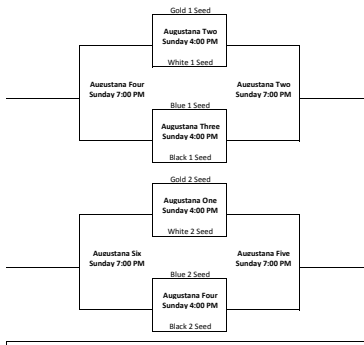 Gold 1 Seed
Augustana Two
Sunday 4:00 PM
White 1 Seed
Augustana Four
Sunday 7:00 PM
Augustana Two
Sunday 7:00 PM
Blue 1 Seed
Augustana Three
Sunday 4:00 PM
Black 1 Seed
Gold 2 Seed
Augustana One
Sunday 4:00 PM
White 2 Seed
Augustana Six
Sunday 7:00 PM
Augustana Five
Sunday 7:00 PM
Blue 2 Seed
Augustana Four
Sunday 4:00 PM
Black 2 Seed